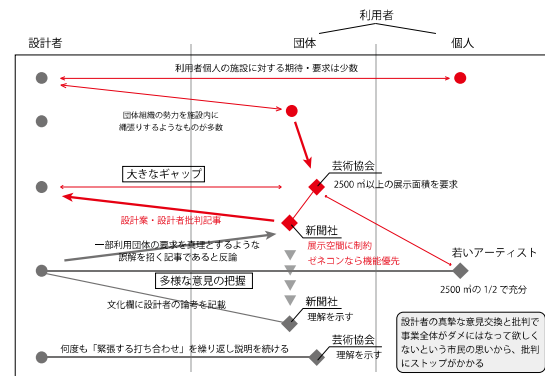 利用者
設計者
団体
個人
利用者個人の施設に対する期待・要求は少数
団体組織の勢力を施設内に
縄張りするようなものが多数
芸術協会
大きなギャップ
2500 ㎡以上の展示面積を要求
設計案・設計者批判記事
新聞社
一部利用団体の要求を真理とするような
誤解を招く記事であると反論
展示空間に制約
ゼネコンなら機能優先
若いアーティスト
多様な意見の把握
2500 ㎡の 1/2 で充分
文化欄に設計者の論考を記載
新聞社
理解を示す
設計者の真摯な意見交換と批判で
事業全体がダメにはなって欲しく
ないという市民の思いから、批判
にストップがかかる
芸術協会
何度も「緊張する打ち合わせ」を繰り返し説明を続ける
理解を示す